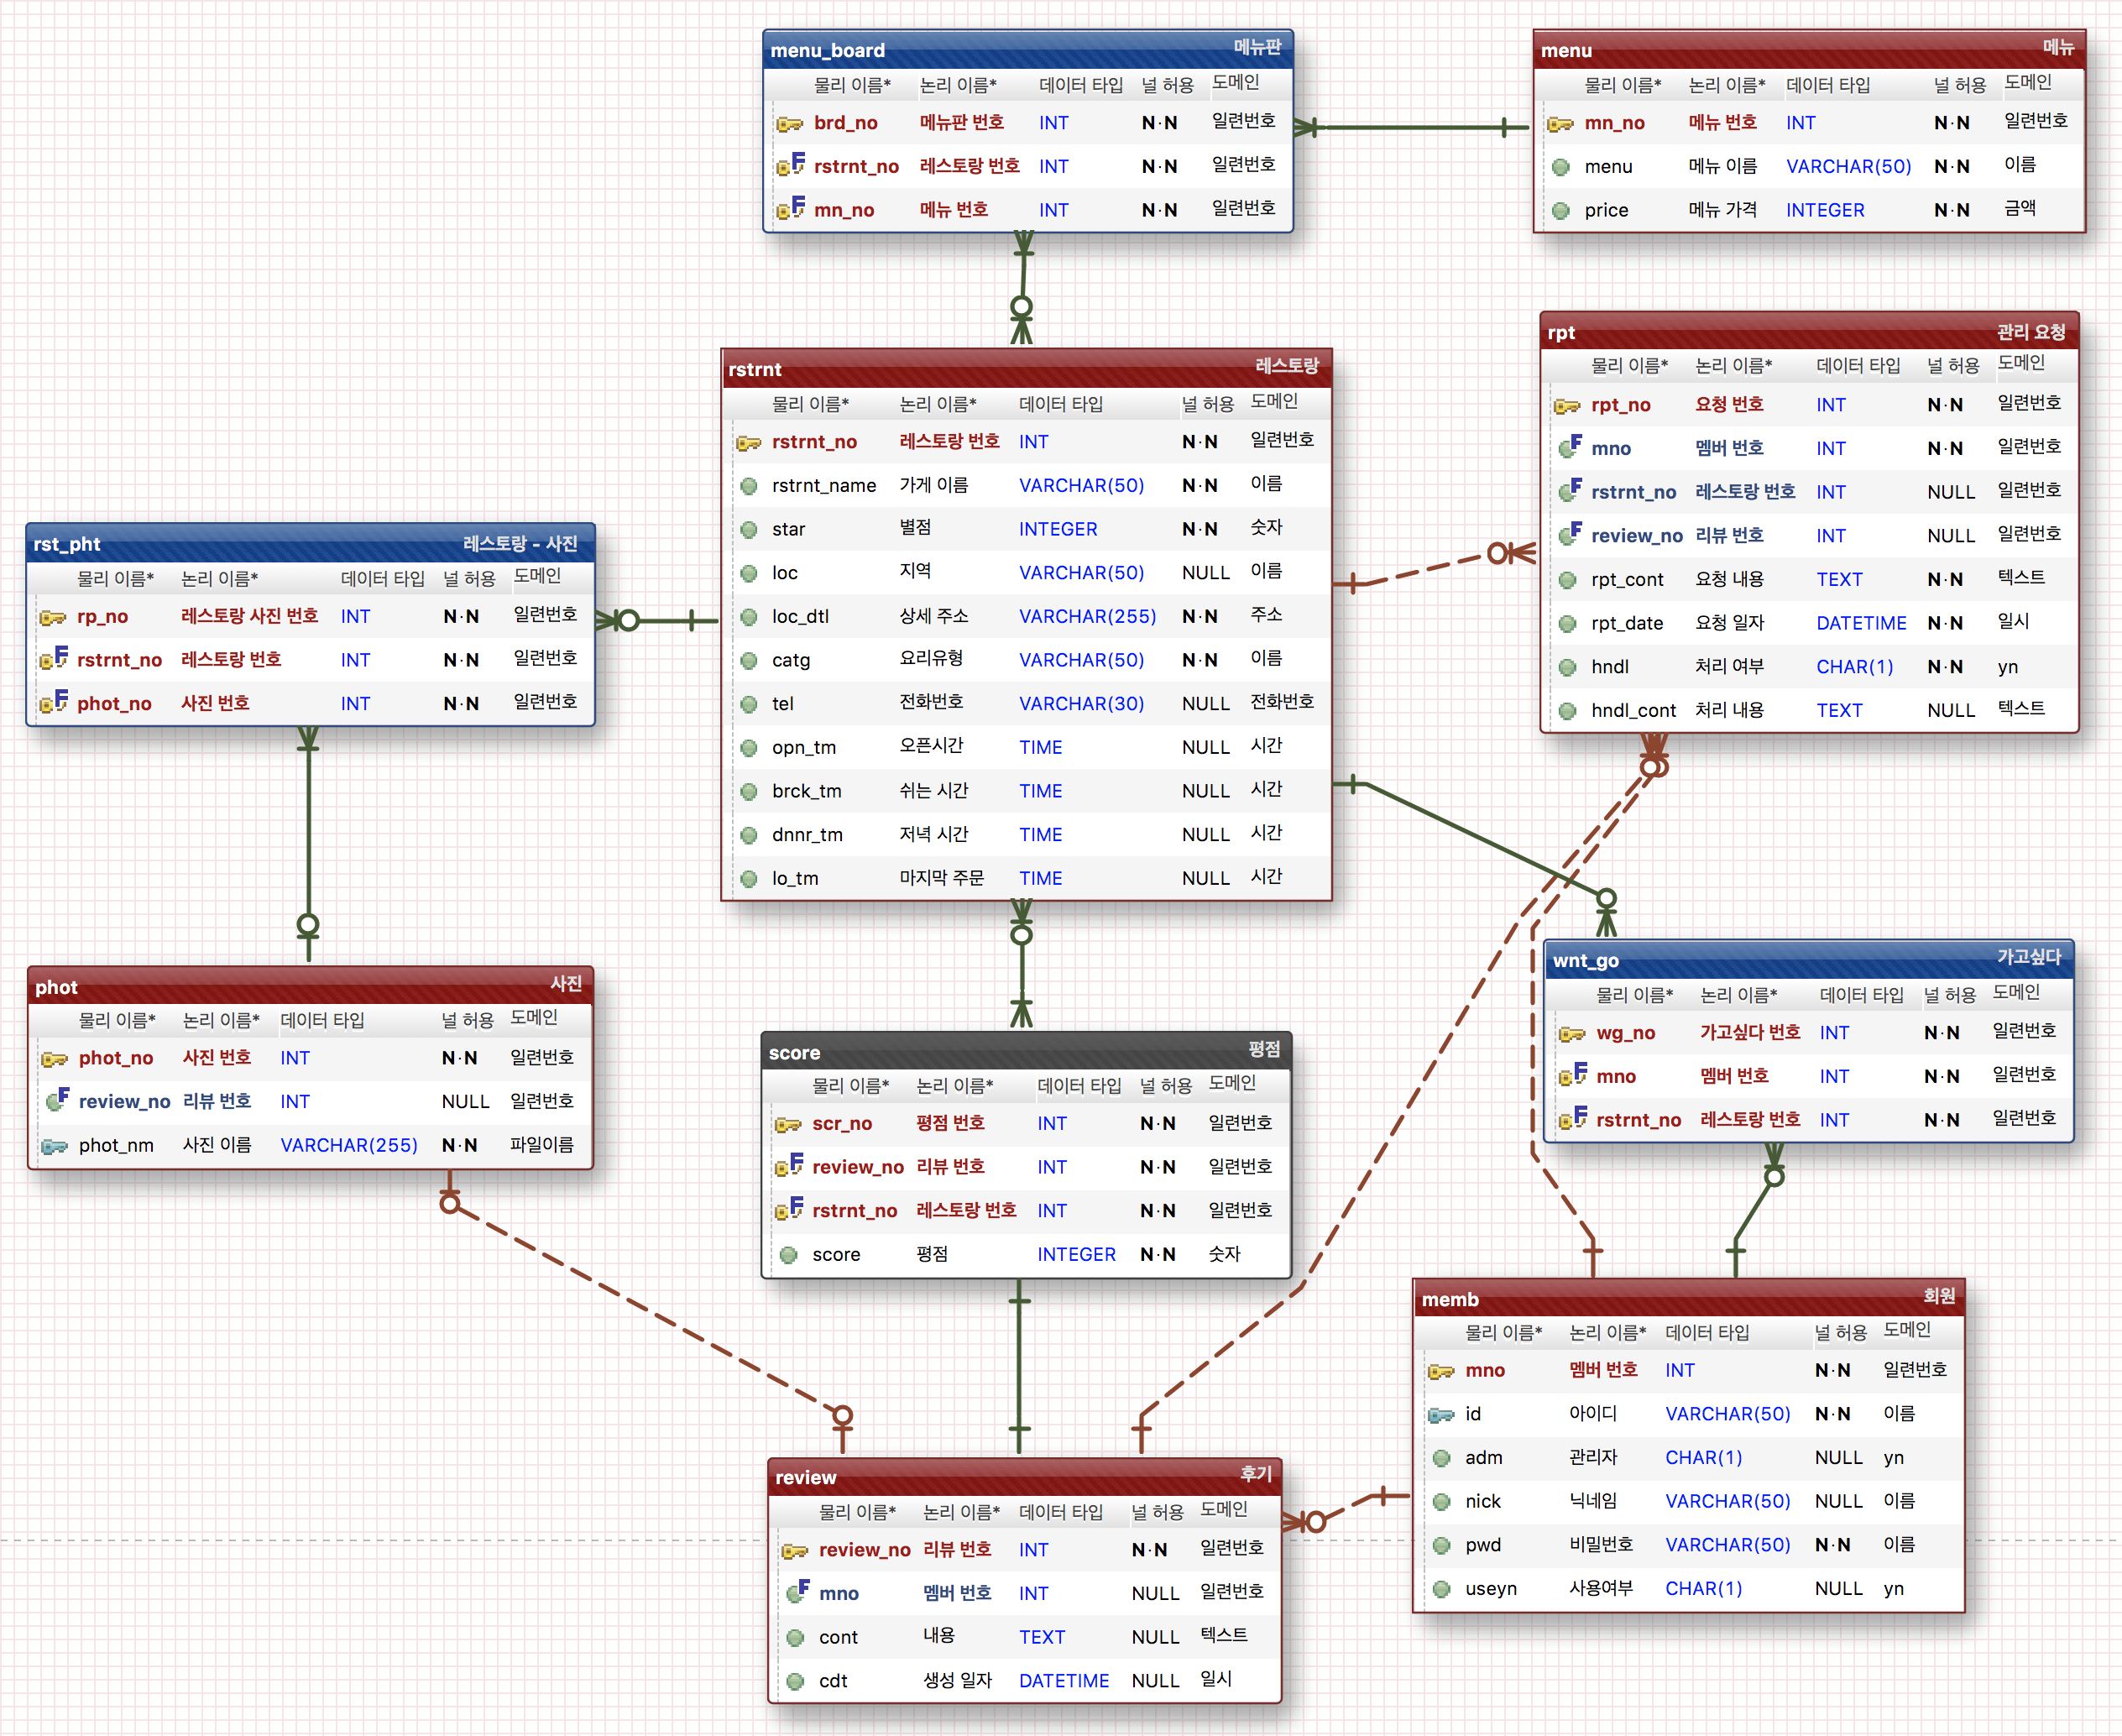 menu_board 메뉴판
물리 이름* 논리 이름* 데이터 타입 널 허용 도메인
brd_no 메뉴판 번호 INT N·N 일련번호
rstrnt_no 레스토랑 번호 INT N·N 일련번호
mn_no 메뉴 번호 INT N·N 일련번호
menu 메뉴
물리 이름* 논리 이름* 데이터 타입 널 허용 도메인
mn_no 메뉴 번호 INT N·N 일련번호
menu 메뉴 이름 VARCHAR(50) N·N 이름
price 메뉴 가격 INTEGER N·N 금액
rstrnt 레스토랑
물리 이름* 논리 이름* 데이터 타입 널 허용 도메인
rstrnt_no 레스토랑 번호 INT N·N 일련번호
rstrnt_name 가게 이름 VARCHAR(50) N·N 이름
star 별점 INTEGER N·N 숫자
loc 지역 VARCHAR(50) NULL 이름
loc_dtl 상세 주소 VARCHAR(255) N·N 주소
catg 요리유형 VARCHAR(50) N·N 이름
tel 전화번호 VARCHAR(30) NULL 전화번호
opn_tm 오픈시간 TIME NULL 시간
brck_tm 쉬는 시간 TIME NULL 시간
dnnr_tm 저녁 시간 TIME NULL 시간
lo_tm 마지막 주문 TIME NULL 시간
rpt 관리 요청
물리 이름* 논리 이름* 데이터 타입 널 허용 도메인
rpt_no 요청 번호 INT N·N 일련번호
mno 멤버 번호 INT N·N 일련번호
rstrnt_no 레스토랑 번호 INT NULL 일련번호
review_no 리뷰 번호 INT NULL 일련번호
rpt_cont 요청 내용 TEXT N·N 텍스트
rpt_date 요청 일자 DATETIME N·N 일시
hndl 처리 여부 CHAR(1) N·N yn
hndl_cont 처리 내용 TEXT NULL 텍스트
rst_pht 레스토랑 - 사진
물리 이름* 논리 이름* 데이터 타입 널 허용 도메인
rp_no 레스토랑 사진 번호 INT N·N 일련번호
rstrnt_no 레스토랑 번호 INT N·N 일련번호
phot_no 사진 번호 INT N·N 일련번호
phot 사진
물리 이름* 논리 이름* 데이터 타입 널 허용 도메인
phot_no 사진 번호 INT N·N 일련번호
review_no 리뷰 번호 INT NULL 일련번호
phot_nm 사진 이름 VARCHAR(255) N·N 파일이름
score 평점
물리 이름* 논리 이름* 데이터 타입 널 허용 도메인
scr_no 평점 번호 INT N·N 일련번호
review_no 리뷰 번호 INT N·N 일련번호
rstrnt_no 레스토랑 번호 INT N·N 일련번호
score 평점 INTEGER N·N 숫자
wnt_go 가고싶다
물리 이름* 논리 이름* 데이터 타입 널 허용 도메인
wg_no 가고싶다 번호 INT N·N 일련번호
mno 멤버 번호 INT N·N 일련번호
rstrnt_no 레스토랑 번호 INT N·N 일련번호
memb 회원
물리 이름* 논리 이름* 데이터 타입 널 허용 도메인
mno 멤버 번호 INT N·N 일련번호
id 아이디 VARCHAR(50) N·N 이름
adm 관리자 CHAR(1) NULL yn
nick 닉네임 VARCHAR(50) NULL 이름
pwd 비밀번호 VARCHAR(50) N·N 이름
useyn 사용여부 CHAR(1) NULL yn
review 후기
물리 이름* 논리 이름* 데이터 타입 널 허용 도메인
review_no 리뷰 번호 INT N·N 일련번호
mno 멤버 번호 INT NULL 일련번호
cont 내용 TEXT NULL 텍스트
cdt 생성 일자 DATETIME NULL 일시